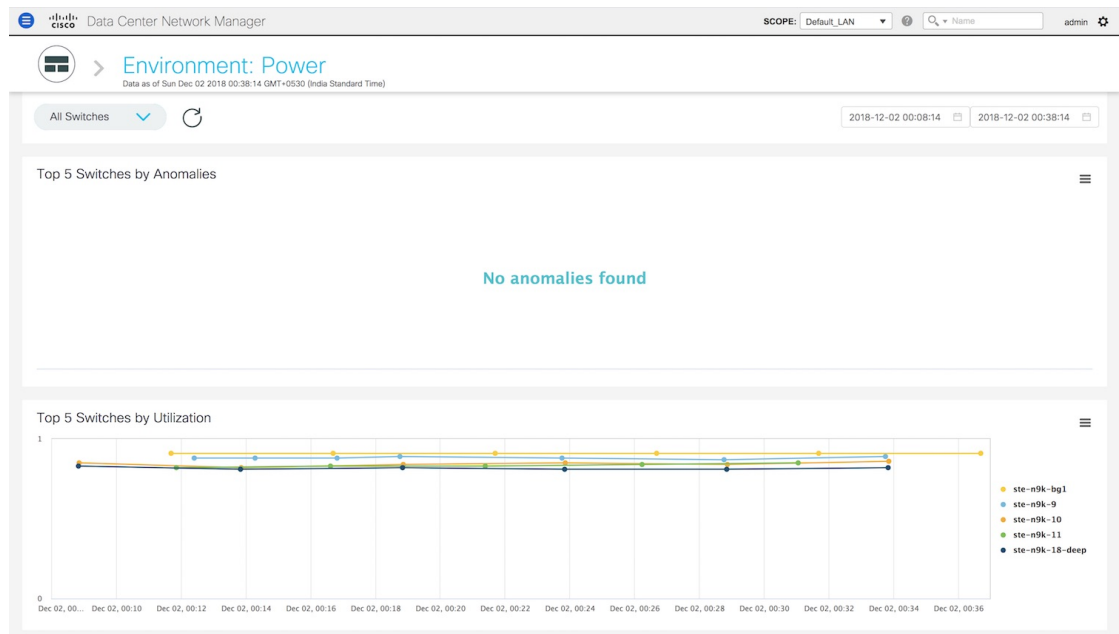 cisco Data Center Network Manager SCOPE: Default_LAN Name admin
Environment: Power
Data as of Sun Dec 02 2018 00:38:14 GMT+0530 (India Standard Time)
All Switches 2018-12-02 00:08:14 2018-12-02 00:38:14
Top 5 Switches by Anomalies
No anomalies found
Top 5 Switches by Utilization
1
ste-n9k-bg1
ste-n9k-9
ste-n9k-10
ste-n9k-11
ste-n9k-18-deep
0
Dec 02, 00... Dec 02, 00:10 Dec 02, 00:12 Dec 02, 00:14 Dec 02, 00:16 Dec 02, 00:18 Dec 02, 00:20 Dec 02, 00:22 Dec 02, 00:24 Dec 02, 00:26 Dec 02, 00:28 Dec 02, 00:30 Dec 02, 00:32 Dec 02, 00:34 Dec 02, 00:36